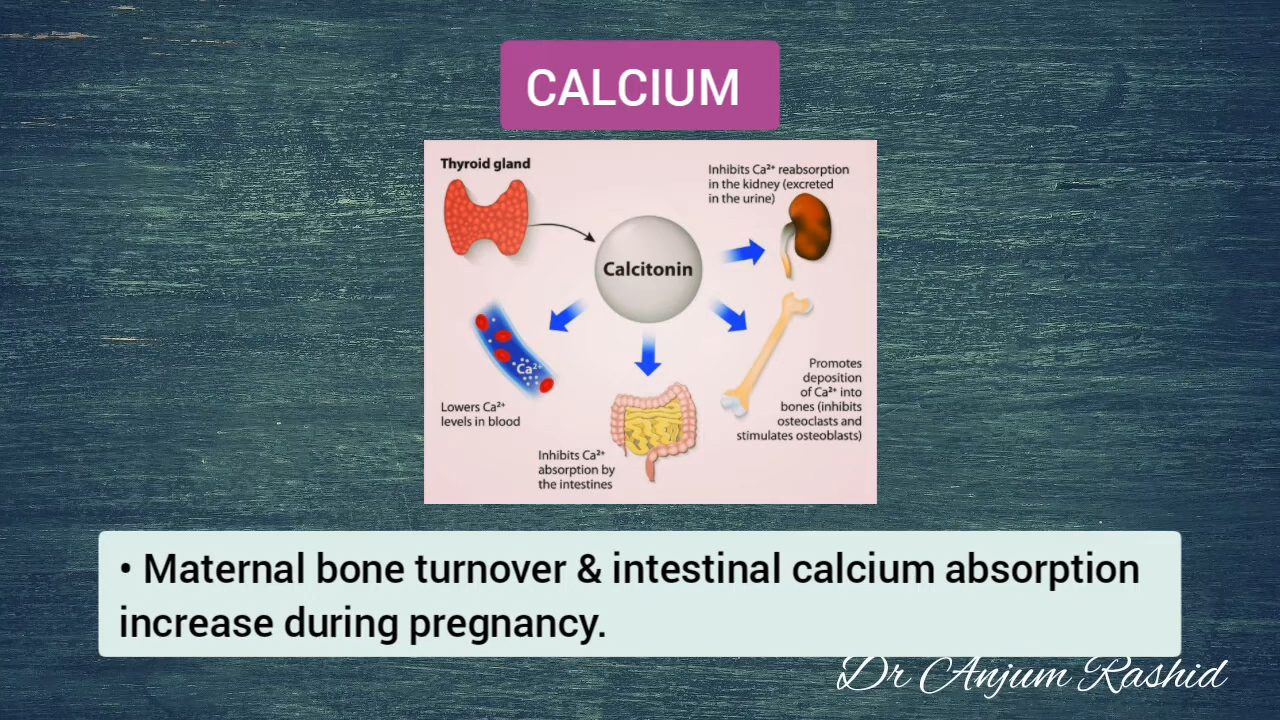 CALCIUM
Thyroid gland
Inhibits Ca²⁺ reabsorption
in the kidney (excreted
in the urine)
Calcitonin
Ca²⁺
Lowers Ca²⁺
levels in blood
Inhibits Ca²⁺
absorption by
the intestines
Promotes
deposition
of Ca²⁺ into
bones (inhibits
osteoclasts and
stimulates osteoblasts)
• Maternal bone turnover & intestinal calcium absorption
increase during pregnancy.
Dr Anjum Rashid